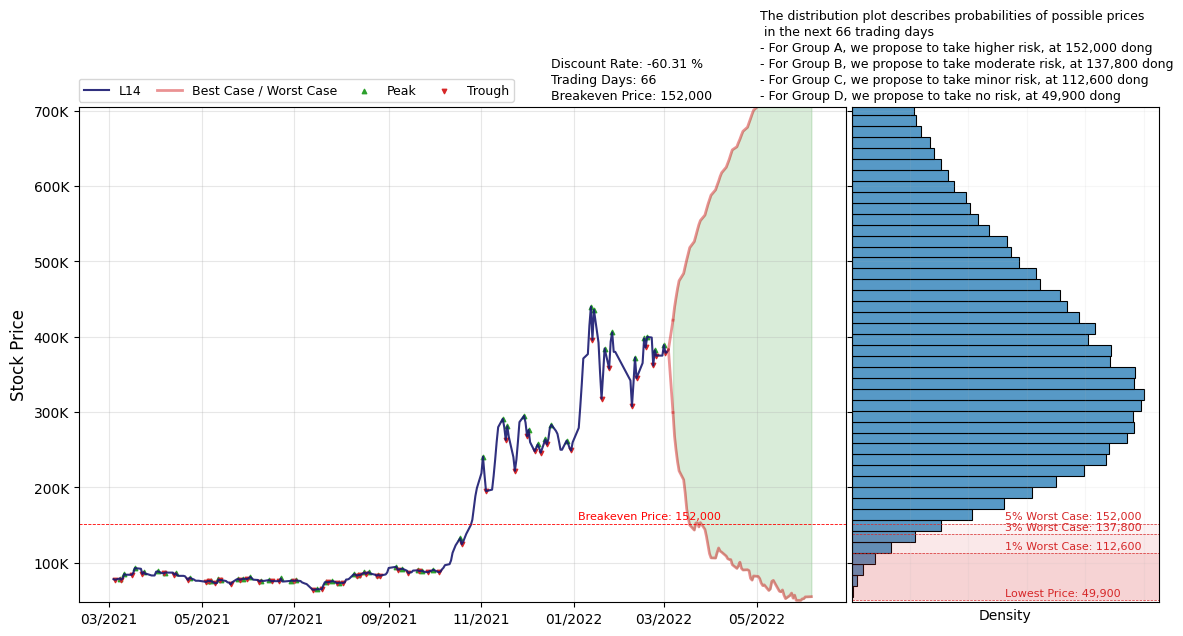 The distribution plot describes probabilities of possible prices
in the next 66 trading days
- For Group A, we propose to take higher risk, at 152,000 dong
- For Group B, we propose to take moderate risk, at 137,800 dong
- For Group C, we propose to take minor risk, at 112,600 dong
- For Group D, we propose to take no risk, at 49,900 dong
Discount Rate: -60.31 %
Trading Days: 66
Breakeven Price: 152,000
L14
Best Case / Worst Case
Peak
Trough
Stock Price
700K
600K
500K
400K
300K
200K
100K
Breakeven Price: 152,000
03/2021
05/2021
07/2021
09/2021
11/2021
01/2022
03/2022
05/2022
5% Worst Case: 152,000
3% Worst Case: 137,800
1% Worst Case: 112,600
Lowest Price: 49,900
Density